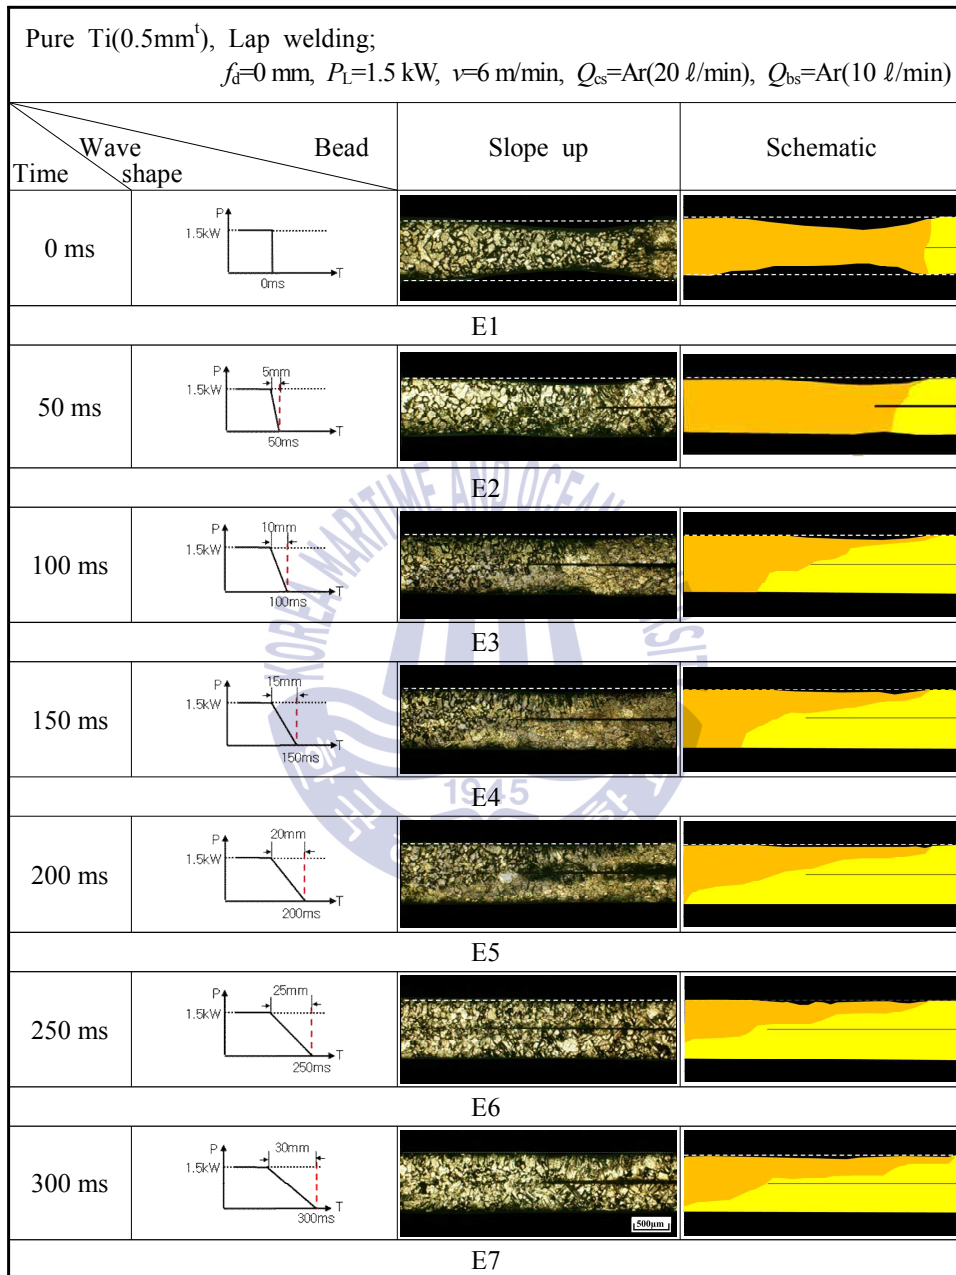 Pure Ti(0.5mmᵗ), Lap welding;
f_d=0 mm, P_L=1.5 kW, v=6 m/min, Q_cs=Ar(20 ℓ/min), Q_bs=Ar(10 ℓ/min)
Wave shape Bead Slope up Schematic
Time
0 ms
P
1.5kW
T
0ms
E1
50 ms
P
5mm
1.5kW
T
50ms
E2
100 ms
P
10mm
1.5kW
T
100ms
E3
150 ms
P
15mm
1.5kW
T
150ms
E4
200 ms
P
20mm
1.5kW
T
200ms
E5
250 ms
P
25mm
1.5kW
T
250ms
E6
300 ms
P
30mm
1.5kW
T
300ms
500μm
E7
1945